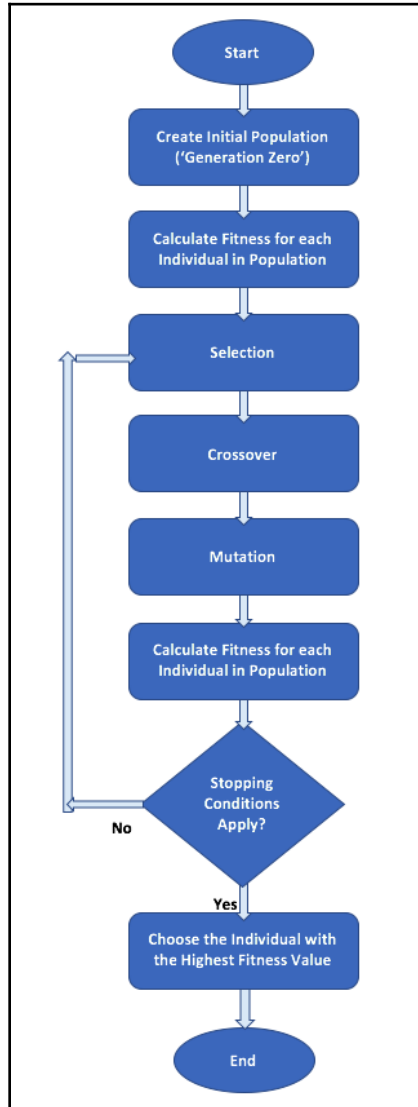 Start
Create Initial Population
(‘Generation Zero’)
Calculate Fitness for each
Individual in Population
Selection
Crossover
Mutation
Calculate Fitness for each
Individual in Population
Stopping
Conditions
Apply?
No
Yes
Choose the Individual with
the Highest Fitness Value
End